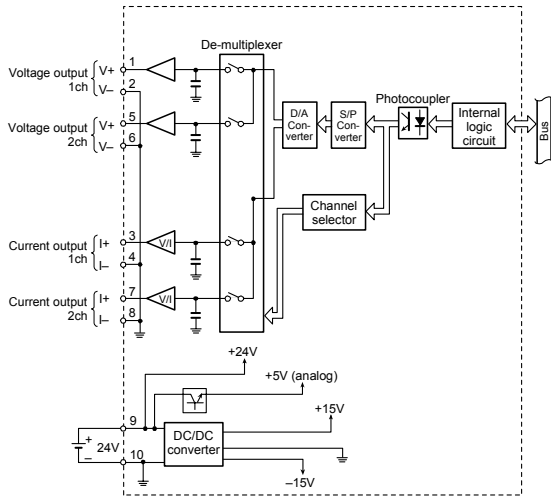 De-multiplexer
Voltage output
1ch
V+
V–
1
2
Voltage output
2ch
V+
V–
5
6
D/A
Con-
verter
S/P
Con-
verter
Photocoupler
Internal
logic
circuit
Bus
Channel
selector
Current output
1ch
I+
I–
3
4
V/I
Current output
2ch
I+
I–
7
8
V/I
+24V
+5V (analog)
+15V
9
+
24V
–
10
DC/DC
converter
–15V